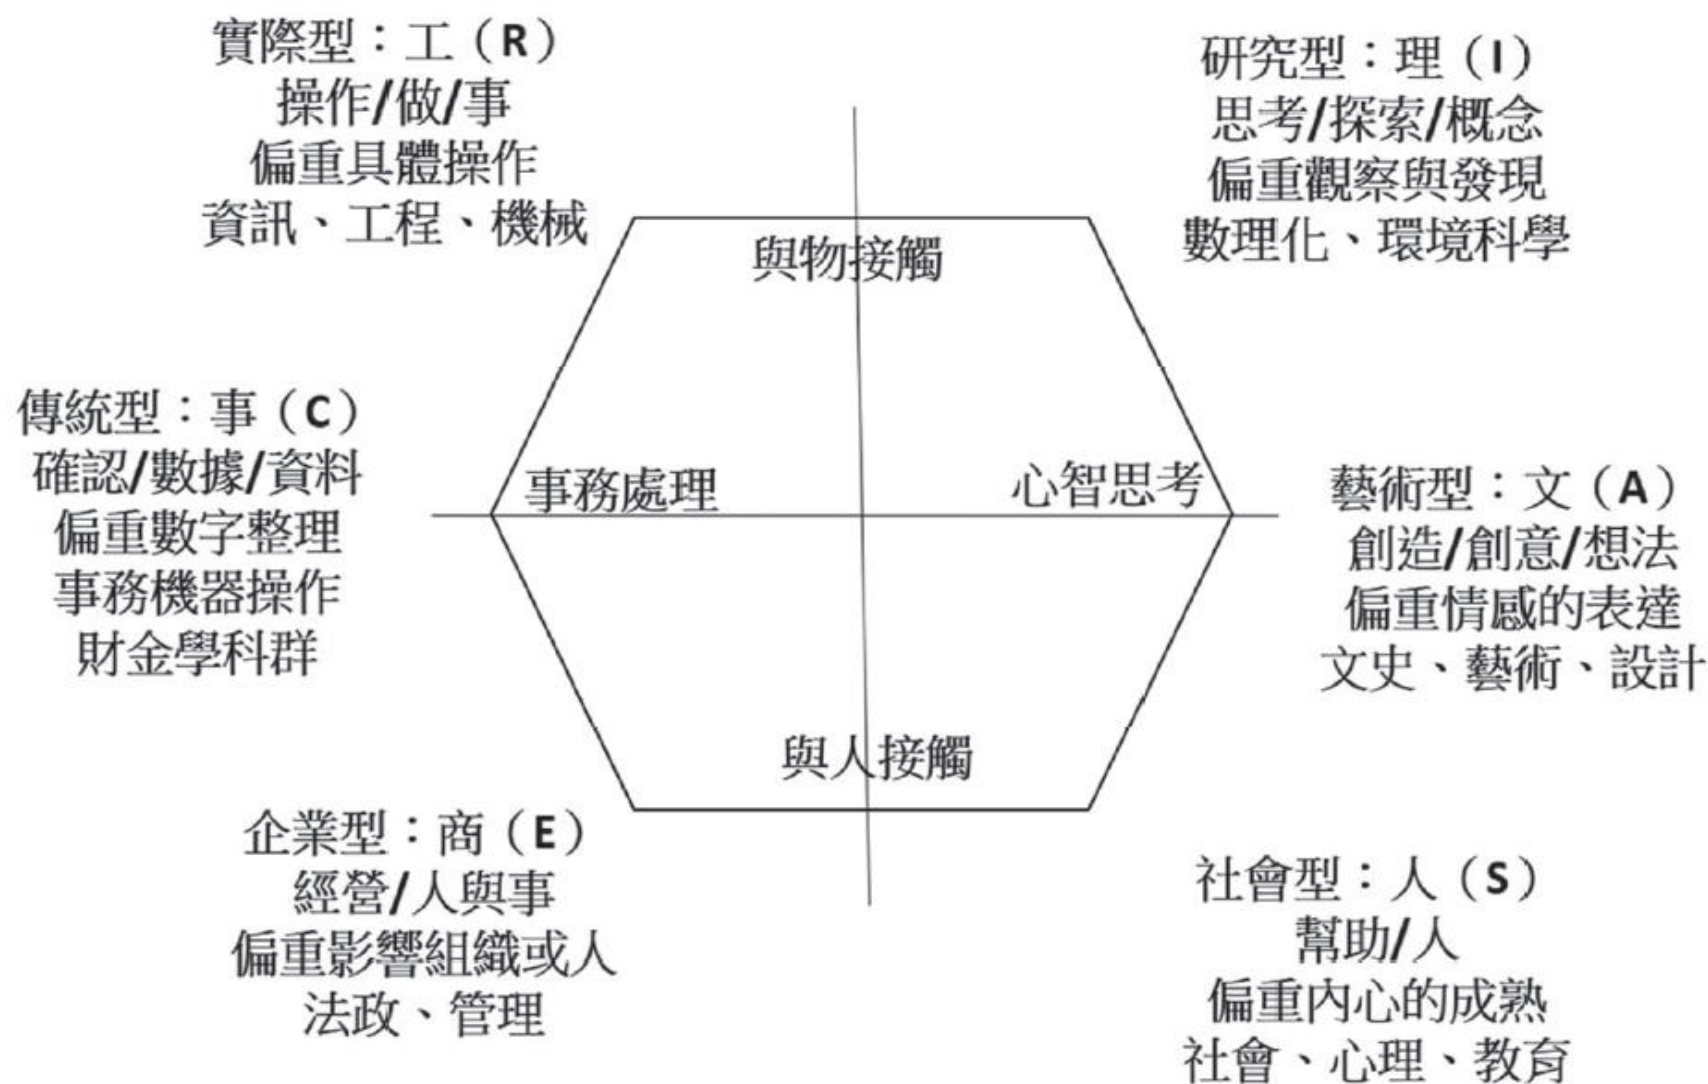 實際型：工（R）
操作/做/事
偏重具體操作
資訊、工程、機械
研究型：理（I）
思考/探索/概念
偏重觀察與發現
數理化、環境科學
與物接觸
傳統型：事（C）
確認/數據/資料
偏重數字整理
事務機器操作
財金學科群
事務處理
心智思考
藝術型：文（A）
創造/創意/想法
偏重情感的表達
文史、藝術、設計
與人接觸
企業型：商（E）
經營/人與事
偏重影響組織或人
法政、管理
社會型：人（S）
幫助/人
偏重內心的成熟
社會、心理、教育